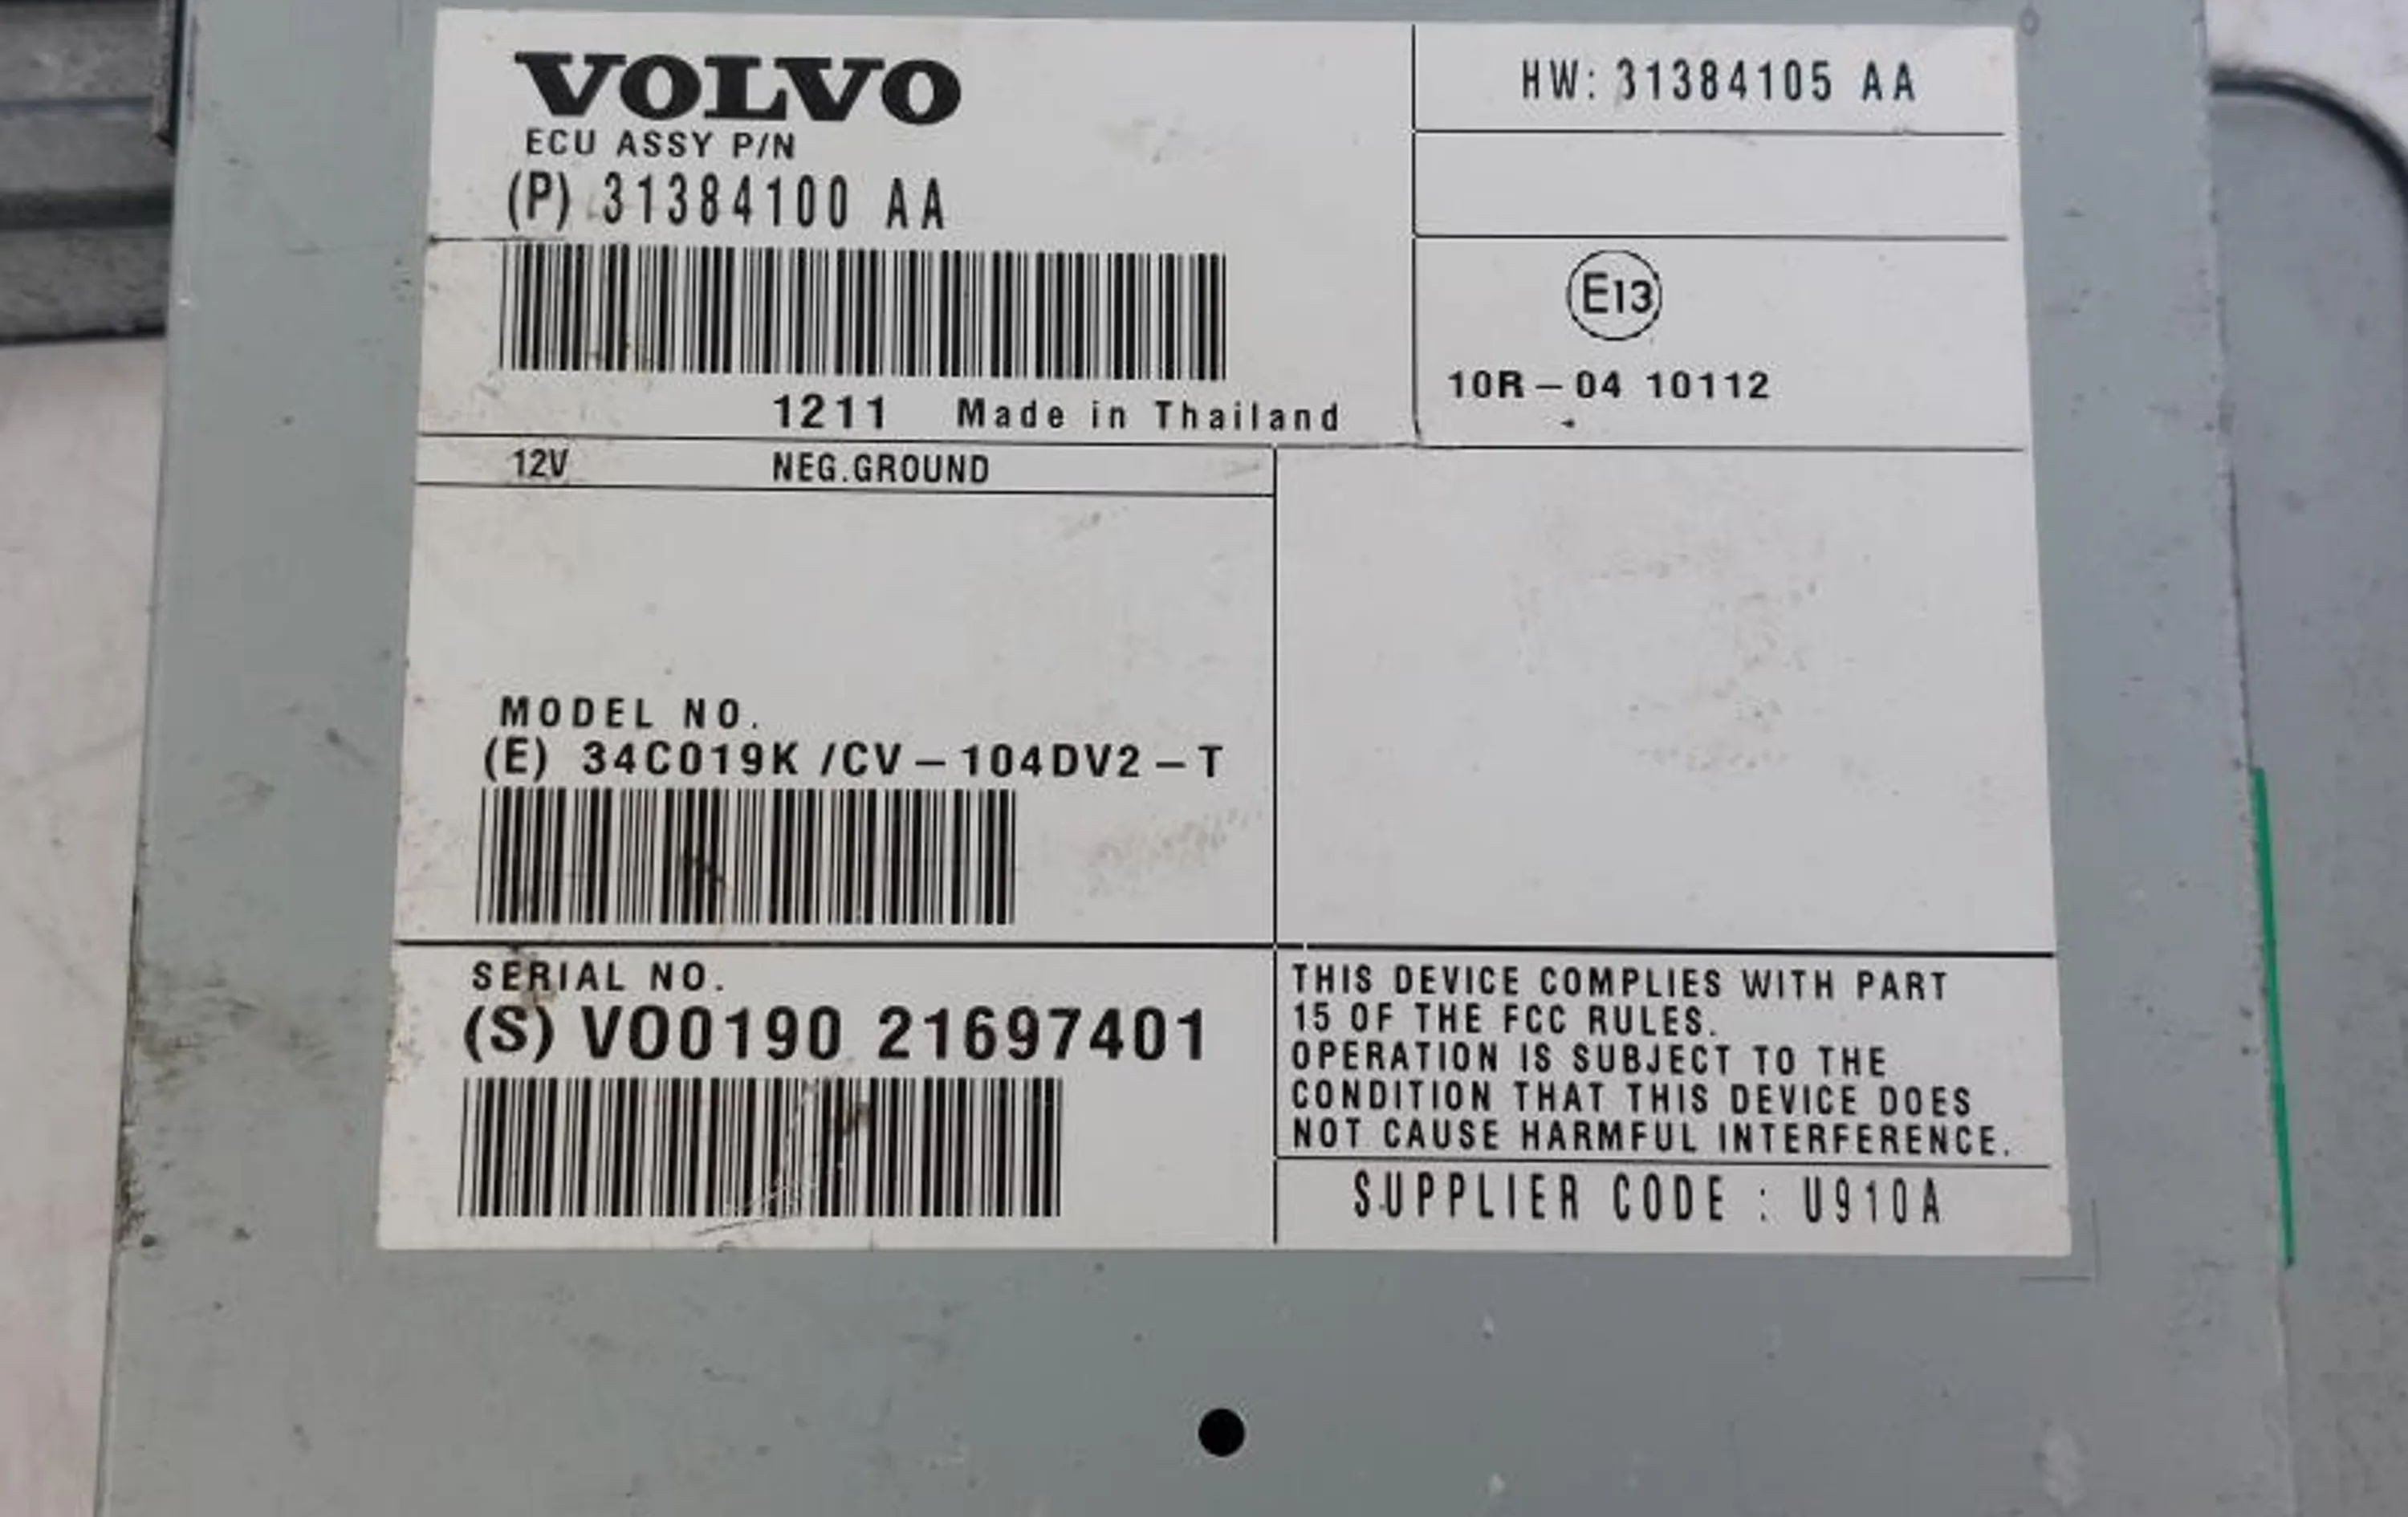 VOLVO
ECU ASSY P/N
(P) 31384100 AA
1211 Made in Thailand
HW: 31384105 AA
E13
10R-04 10112
12V NEG.GROUND
MODEL NO.
(E) 34C019K /CV-104DV2-T
SERIAL NO.
(S) VO0190 21697401
THIS DEVICE COMPLIES WITH PART
15 OF THE FCC RULES.
OPERATION IS SUBJECT TO THE
CONDITION THAT THIS DEVICE DOES
NOT CAUSE HARMFUL INTERFERENCE.
SUPPLIER CODE : U910A